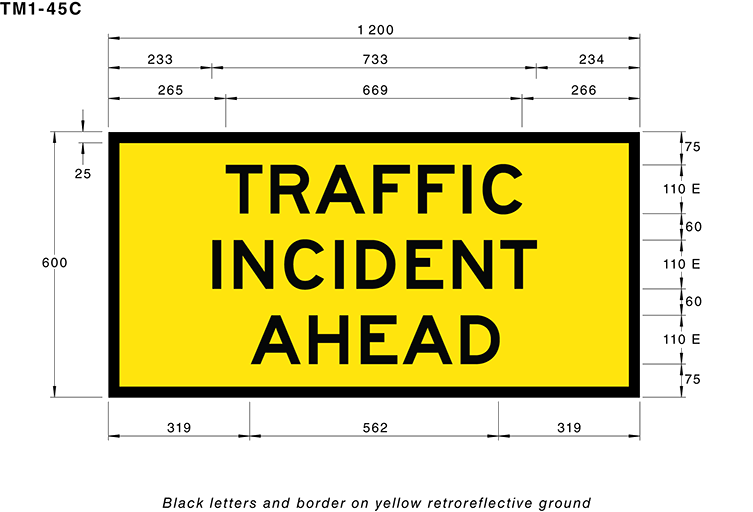 TM1-45C
1 200
233 733 234
265 669 266
25
75
110 E
TRAFFIC
60
INCIDENT
110 E
600
60
AHEAD
110 E
75
319 562 319
Black letters and border on yellow retroreflective ground